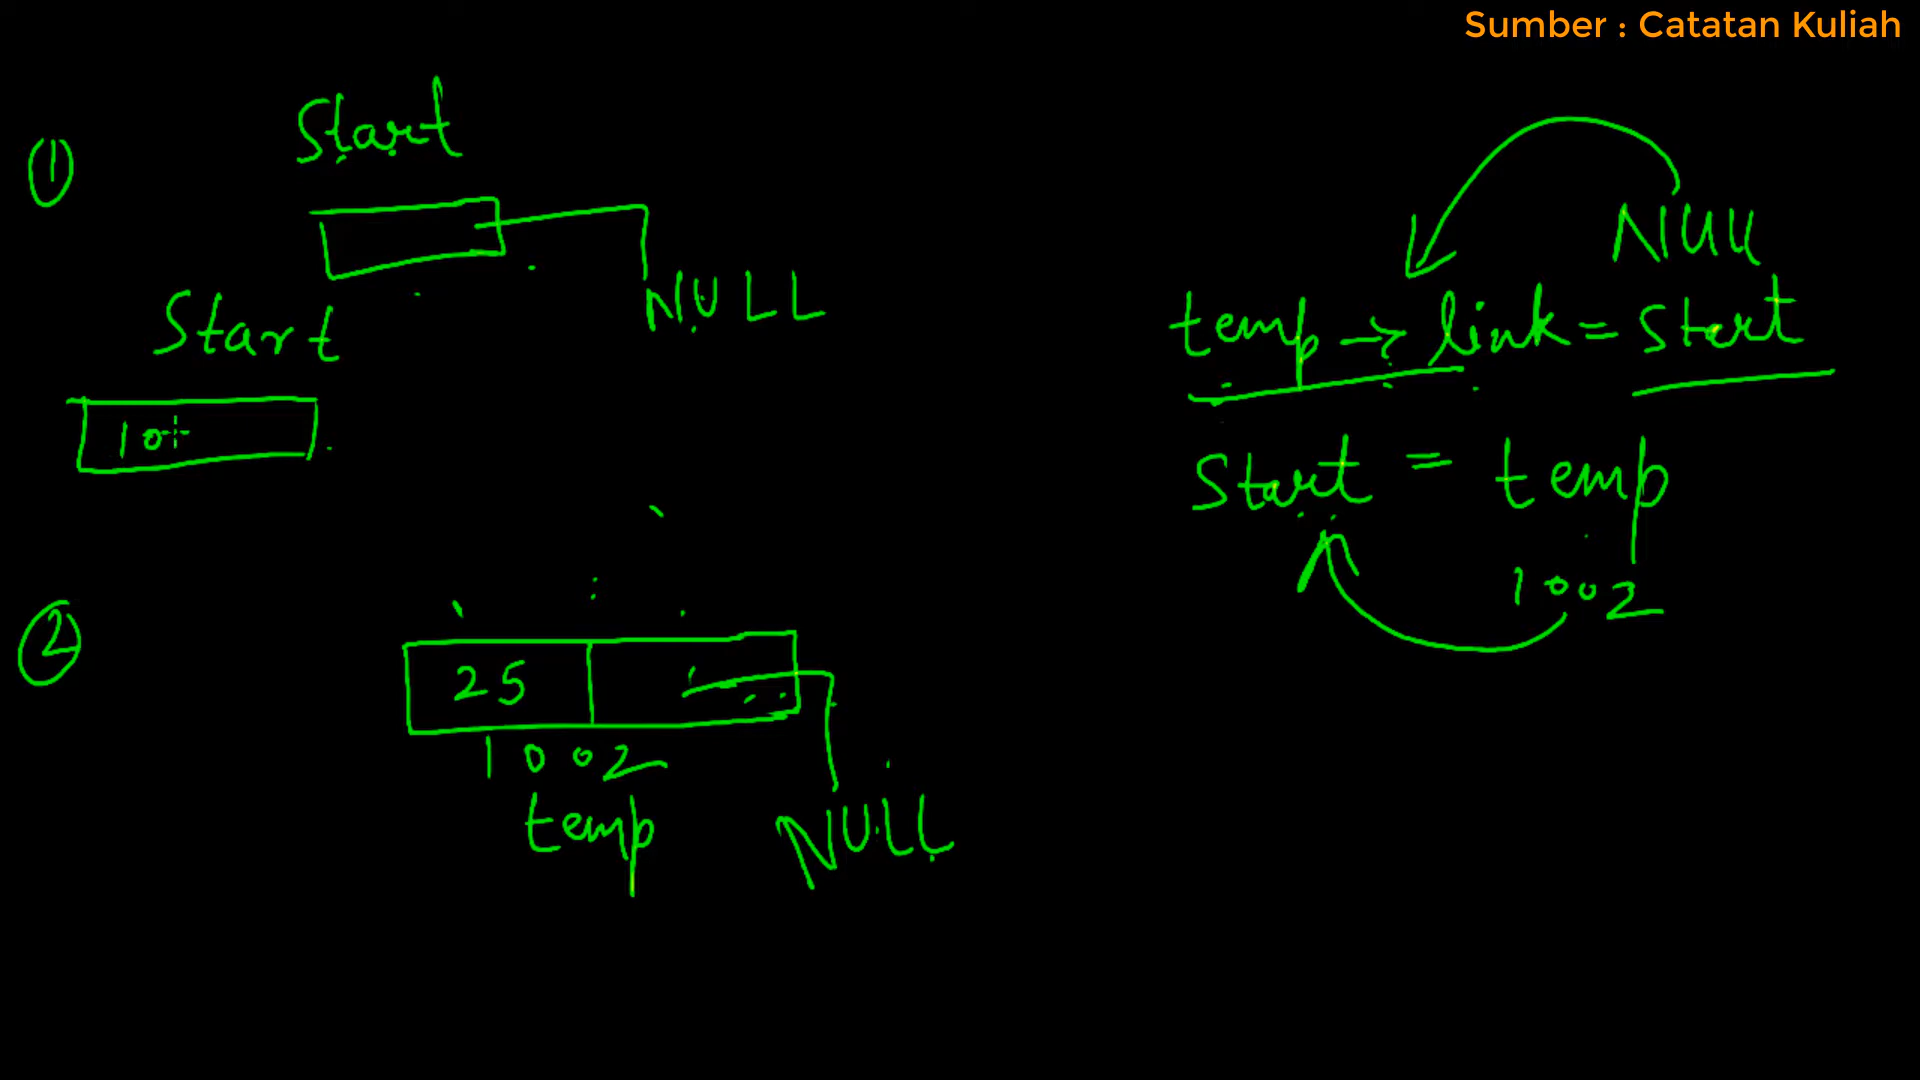 Sumber : Catatan Kuliah
①
Start
NULL
Start
10
②
25
1002
temp
NULL
NULL
temp → link = Start
Start = temp
1002